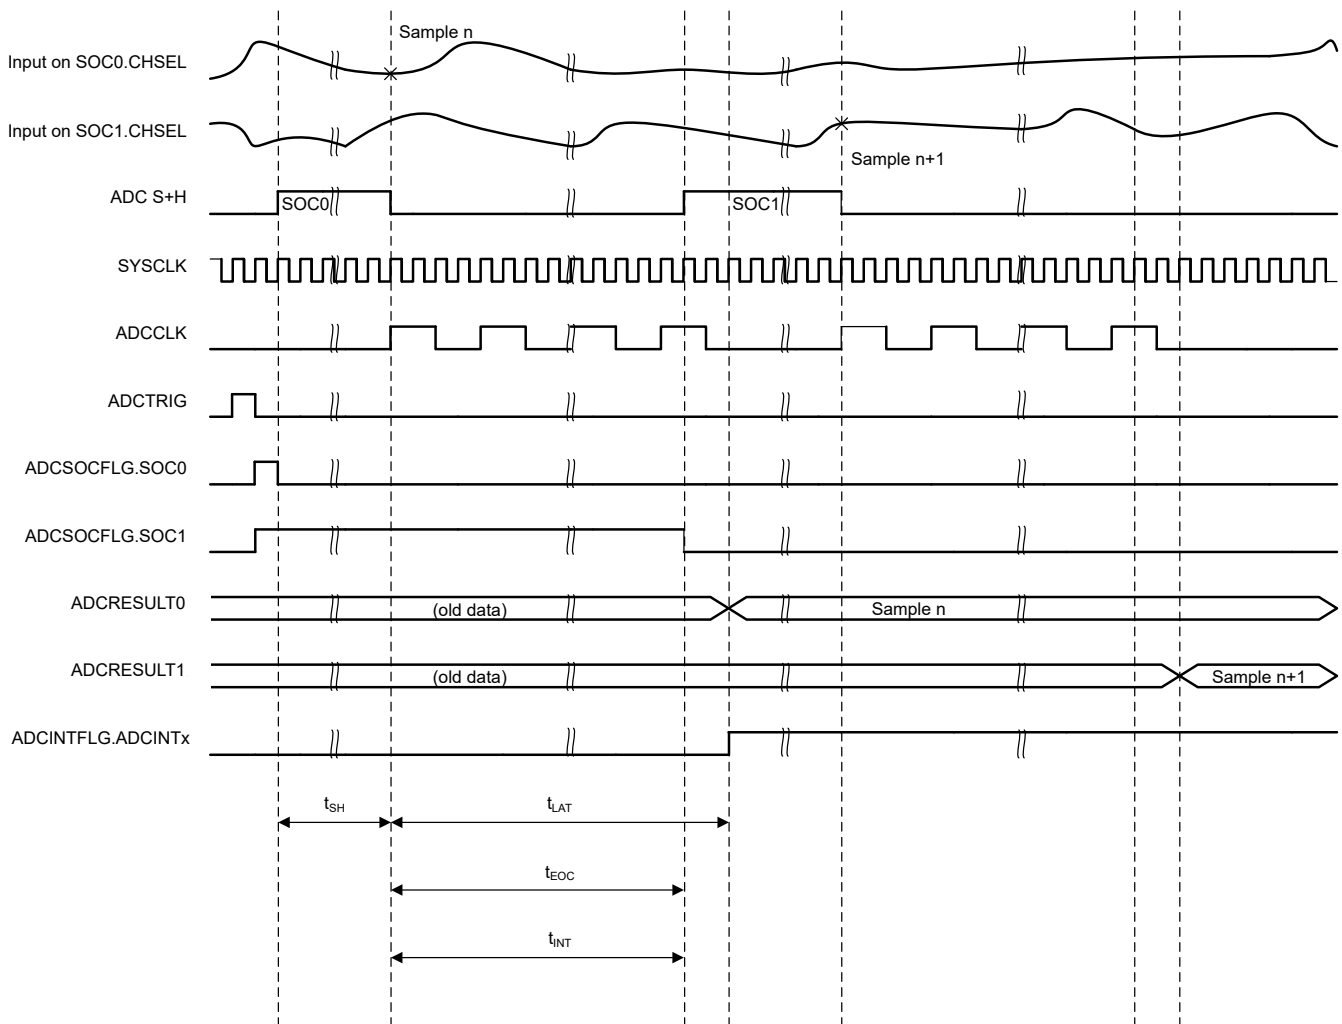 Sample n
Input on SOC0.CHSEL
Input on SOC1.CHSEL
Sample n+1
ADC S+H
SOC0
SOC1
SYSCLK
ADCCLK
ADCTRIG
ADCSOCFLG.SOC0
ADCSOCFLG.SOC1
ADCRESULT0
(old data)
Sample n
ADCRESULT1
(old data)
Sample n+1
ADCINTFLG.ADCINTx
tSH
tLAT
tEOC
tINT